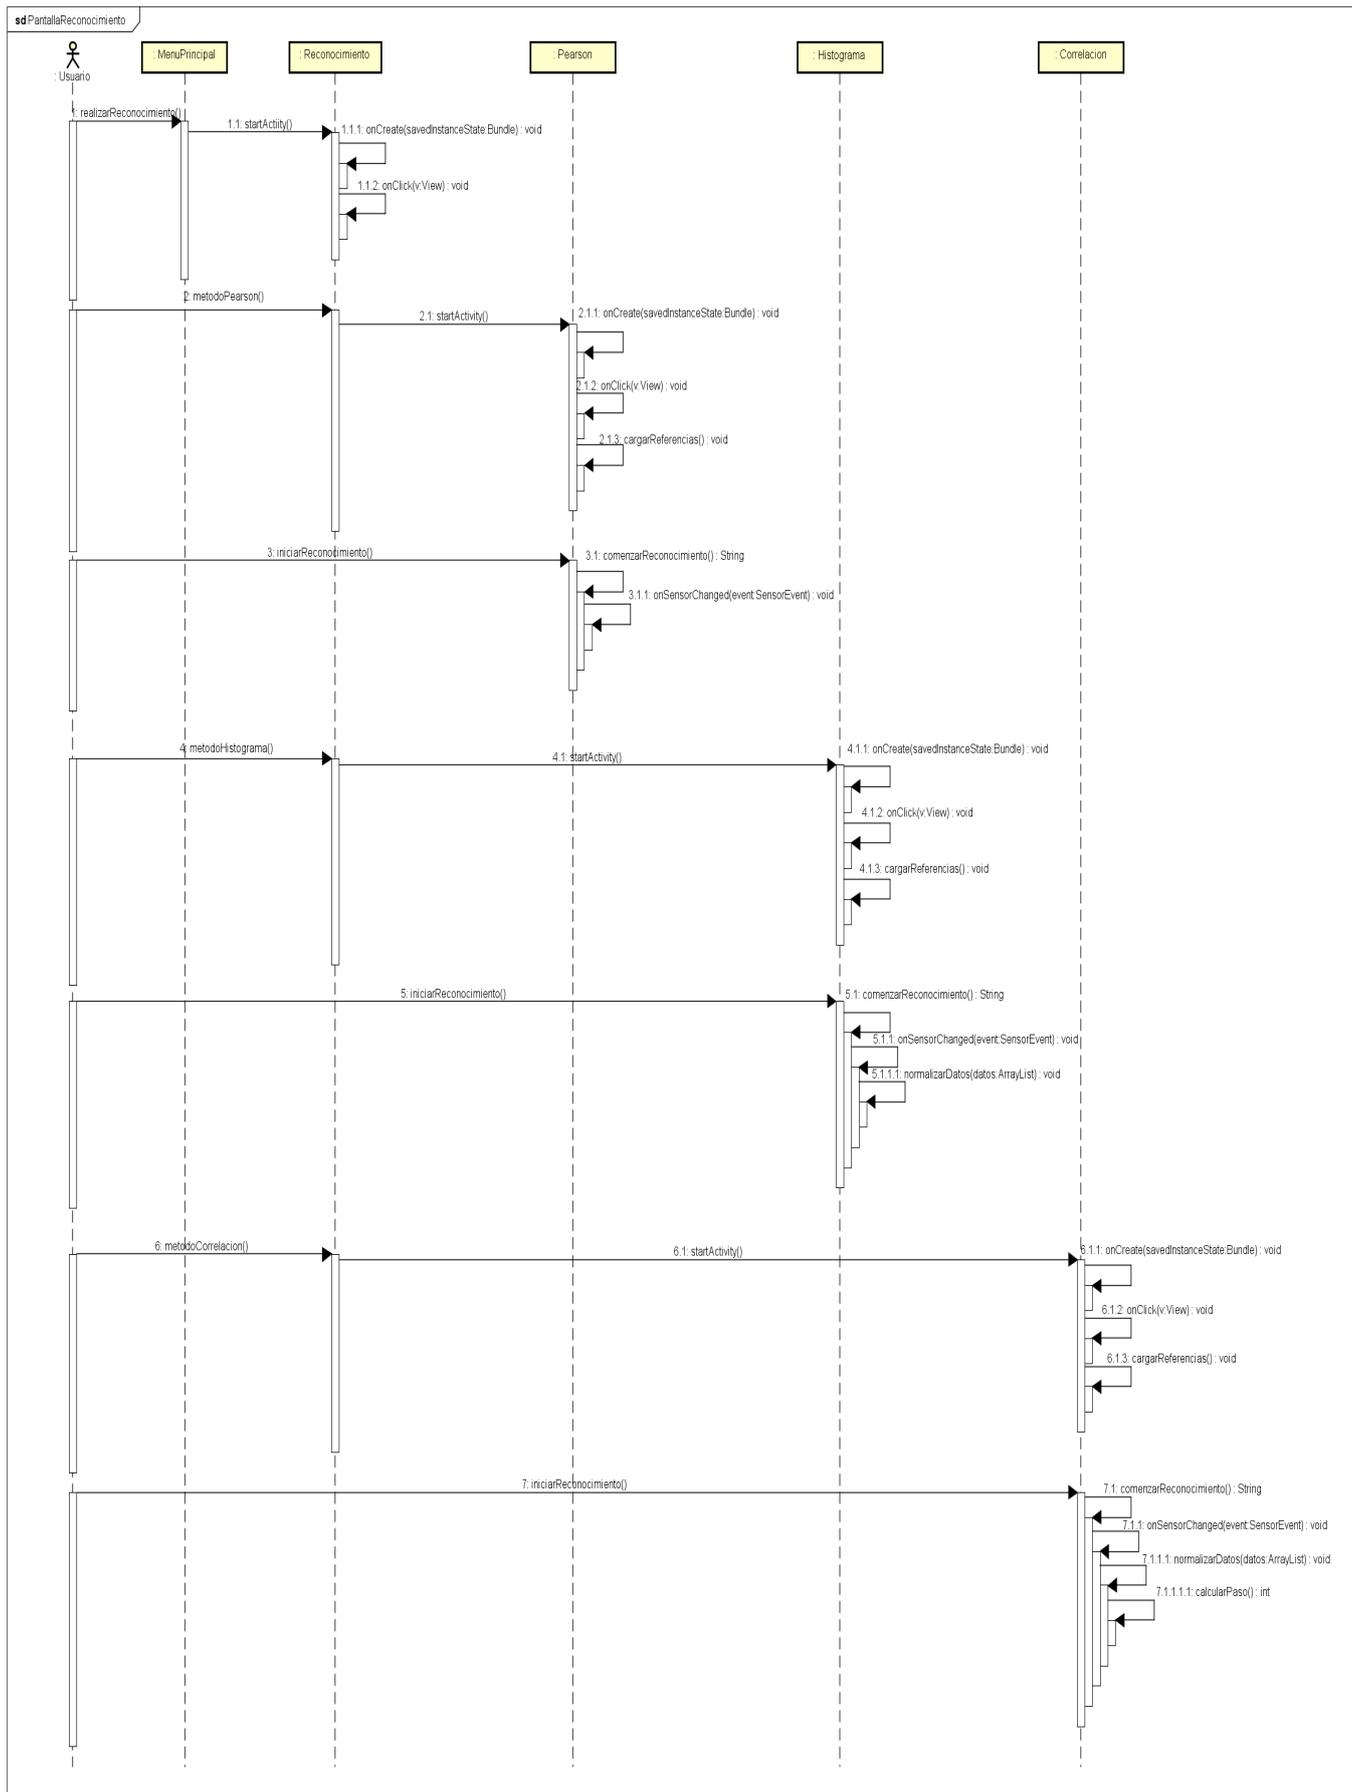 sd PantallaReconocimiento
: Usuario
: MenuPrincipal
: Reconocimiento
: Pearson
: Histograma
: Correlacion
1: realizarReconocimiento()
1.1: startActiity()
1.1.1: onCreate(savedInstanceState:Bundle) : void
1.1.2: onClick(v:View) : void
2: metodoPearson()
2.1: startActivity()
2.1.1: onCreate(savedInstanceState:Bundle) : void
2.1.2: onClick(v:View) : void
2.1.3: cargarReferencias() : void
3: iniciarReconocimiento()
3.1: comenzarReconocimiento() : String
3.1.1: onSensorChanged(event:SensorEvent) : void
4: metodoHistograma()
4.1: startActivity()
4.1.1: onCreate(savedInstanceState:Bundle) : void
4.1.2: onClick(v:View) : void
4.1.3: cargarReferencias() : void
5: iniciarReconocimiento()
5.1: comenzarReconocimiento() : String
5.1.1: onSensorChanged(event:SensorEvent) : void
5.1.1.1: normalizarDatos(datos:ArrayList) : void
6: metodoCorrelacion()
6.1: startActivity()
6.1.1: onCreate(savedInstanceState:Bundle) : void
6.1.2: onClick(v:View) : void
6.1.3: cargarReferencias() : void
7: iniciarReconocimiento()
7.1: comenzarReconocimiento() : String
7.1.1: onSensorChanged(event:SensorEvent) : void
7.1.1.1: normalizarDatos(datos:ArrayList) : void
7.1.1.1.1: calcularPaso() : int